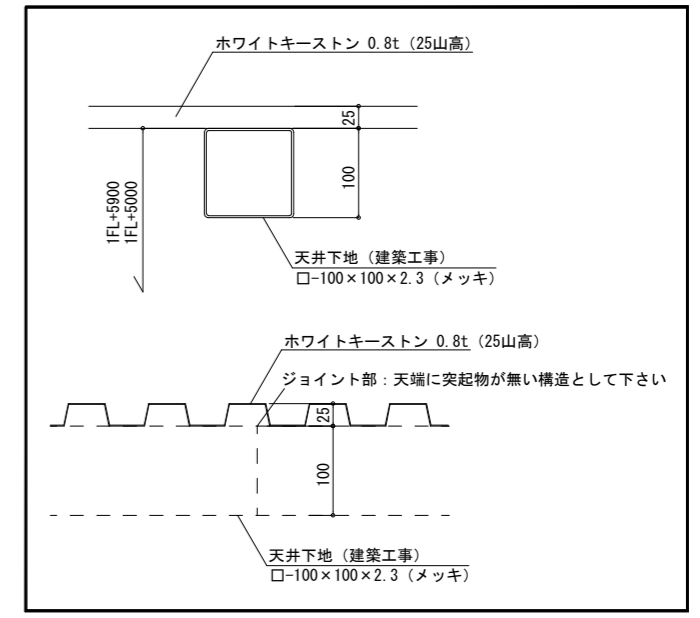 ホワイトキーストン 0.8t（25山高）
25
100
1FL+5900
1FL+5000
天井下地（建築工事）
□-100×100×2.3（メッキ）
ホワイトキーストン 0.8t（25山高）
ジョイント部：天端に突起物が無い構造として下さい
25
100
天井下地（建築工事）
□-100×100×2.3（メッキ）